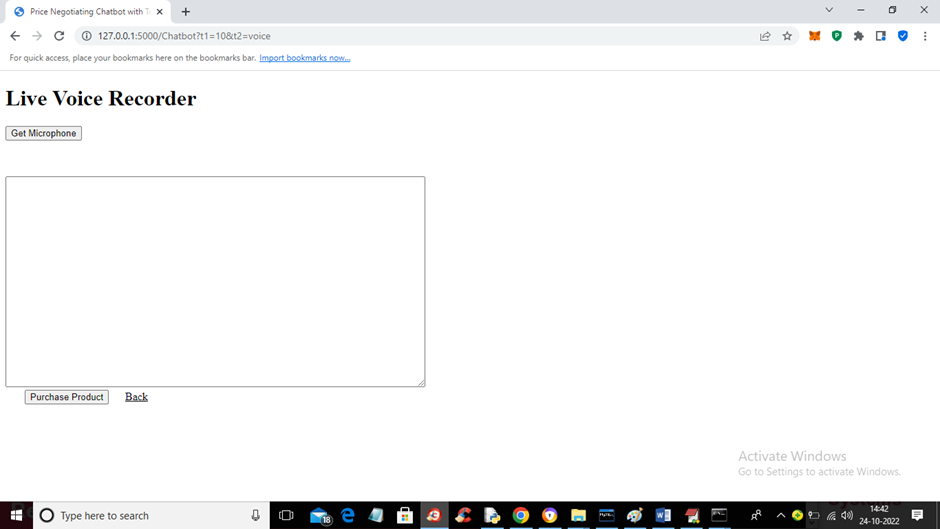 Price Negotiating Chatbot with T
127.0.0.1:5000/Chatbot?t1=10&t2=voice
For quick access, place your bookmarks here on the bookmarks bar. Import bookmarks now...
Live Voice Recorder
Get Microphone
Purchase Product Back
Activate Windows
Go to Settings to activate Windows.
Type here to search
18
14:42
24-10-2022